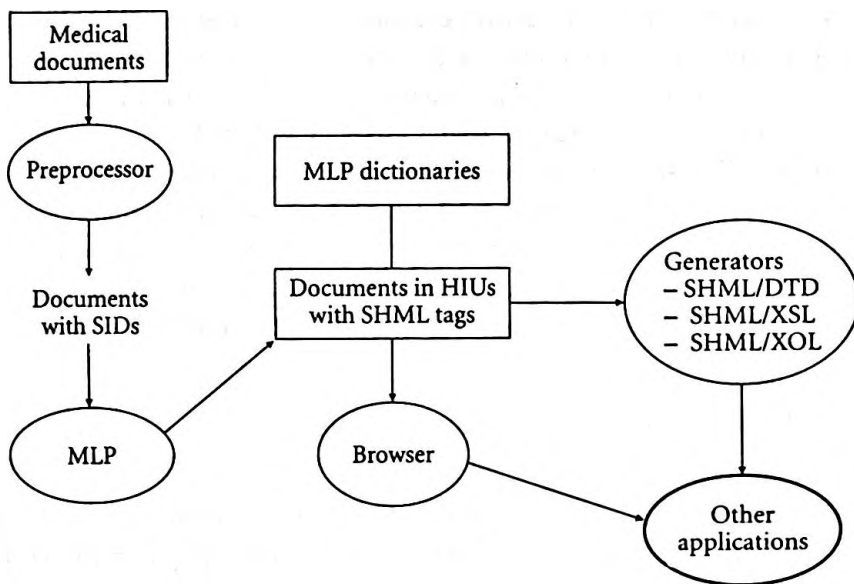 Medical
documents
Preprocessor
Documents
with SIDs
MLP
MLP dictionaries
Documents in HIUs
with SHML tags
Browser
Generators
– SHML/DTD
– SHML/XSL
– SHML/XOL
Other
applications